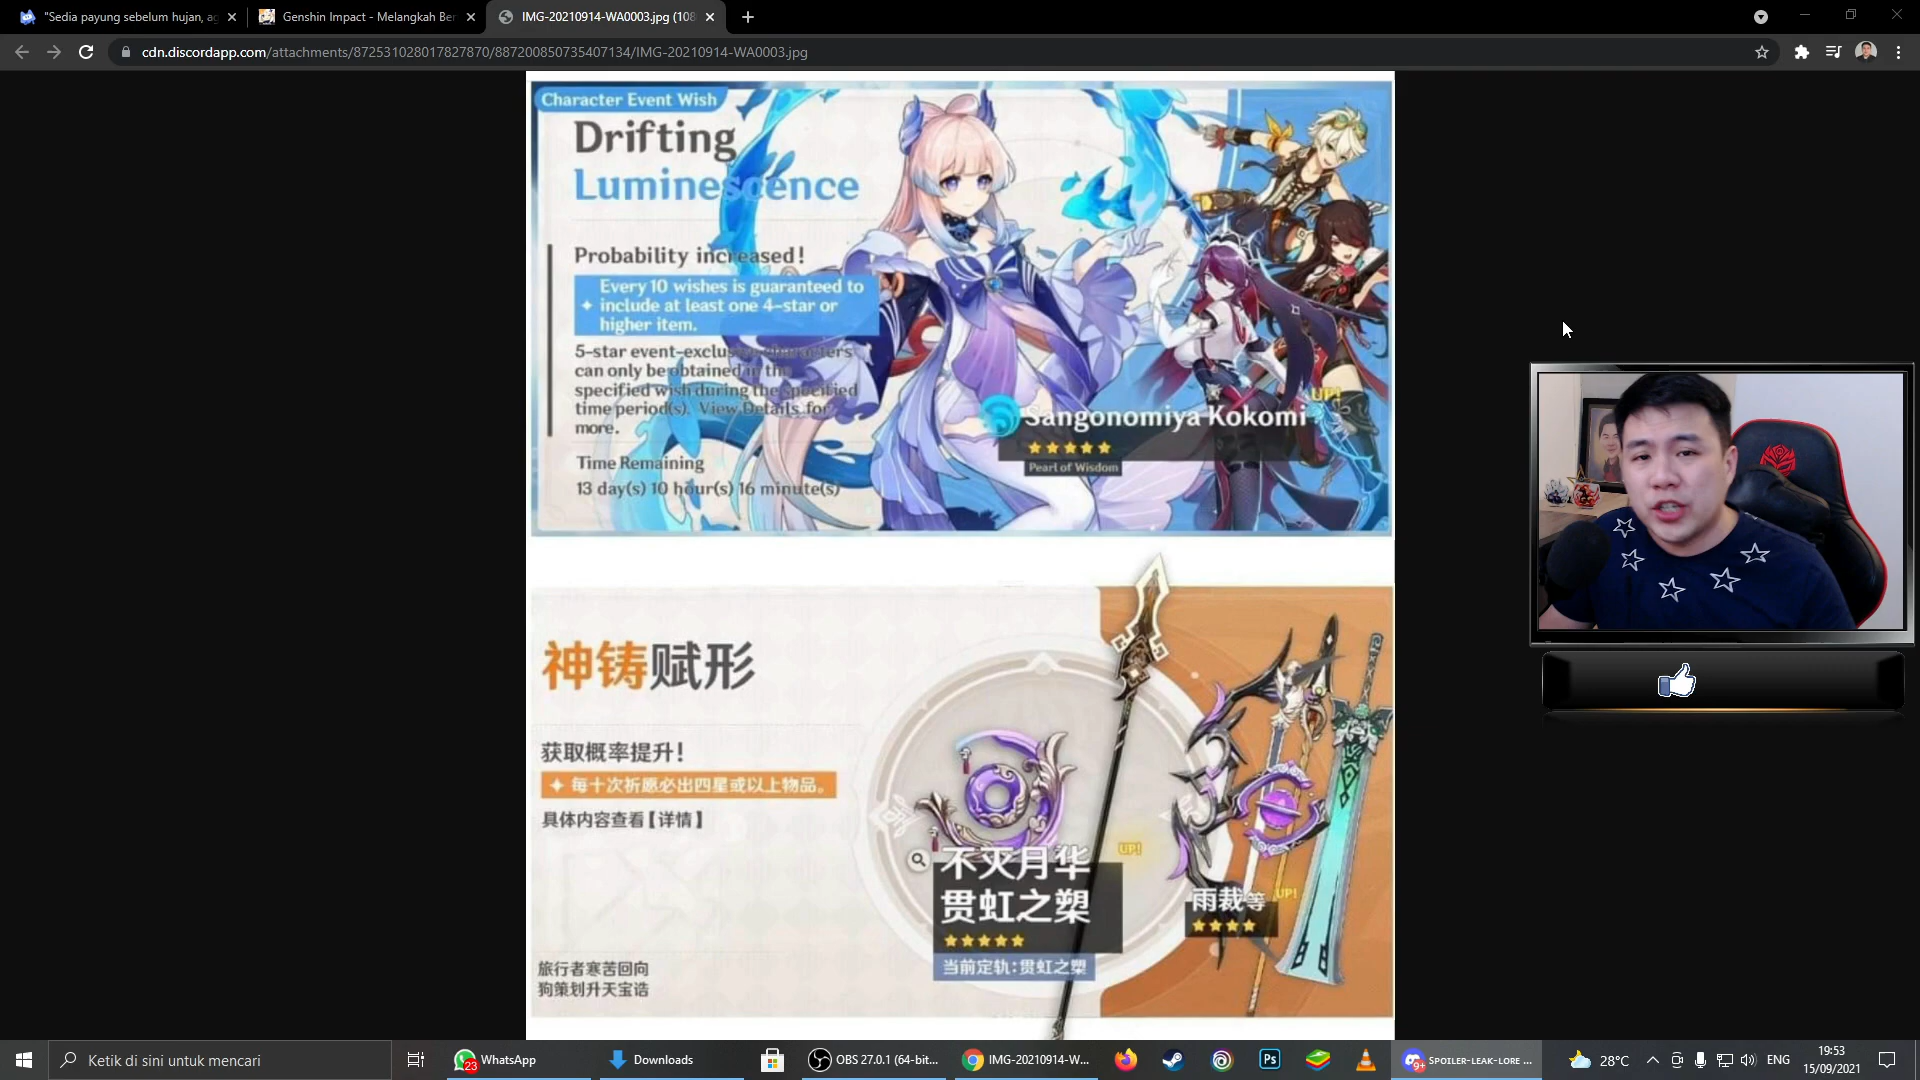 "Sedia payung sebelum hujan, ag
Genshin Impact - Melangkah Ber
IMG-20210914-WA0003.jpg (108
cdn.discordapp.com/attachments/872531028017827870/887200850735407134/IMG-20210914-WA0003.jpg
Character Event Wish
Drifting
Luminescence
Probability increased!
Every 10 wishes is guaranteed to
include at least one 4-star or
higher item.
5-star event-exclusive characters
can only be obtained in the
specified wish during the specified
time period(s). View Details for
more.
Time Remaining
13 day(s) 10 hour(s) 16 minute(s)
UP!
Sangonomiya Kokomi
Pearl of Wisdom
神铸赋形
获取概率提升!
每十次祈愿必出四星或以上物品。
具体内容查看【详情】
旅行者寒苦回向
狗策划升天宝诰
不灭月华
UP!
贯虹之槊
当前定轨:贯虹之槊
雨裁等
UP!
Ketik di sini untuk mencari
23
WhatsApp
Downloads
OBS 27.0.1 (64-bit...
IMG-20210914-W...
Ps
9+
SPOILER-LEAK-LORE ...
28°C
ENG
19:53
15/09/2021